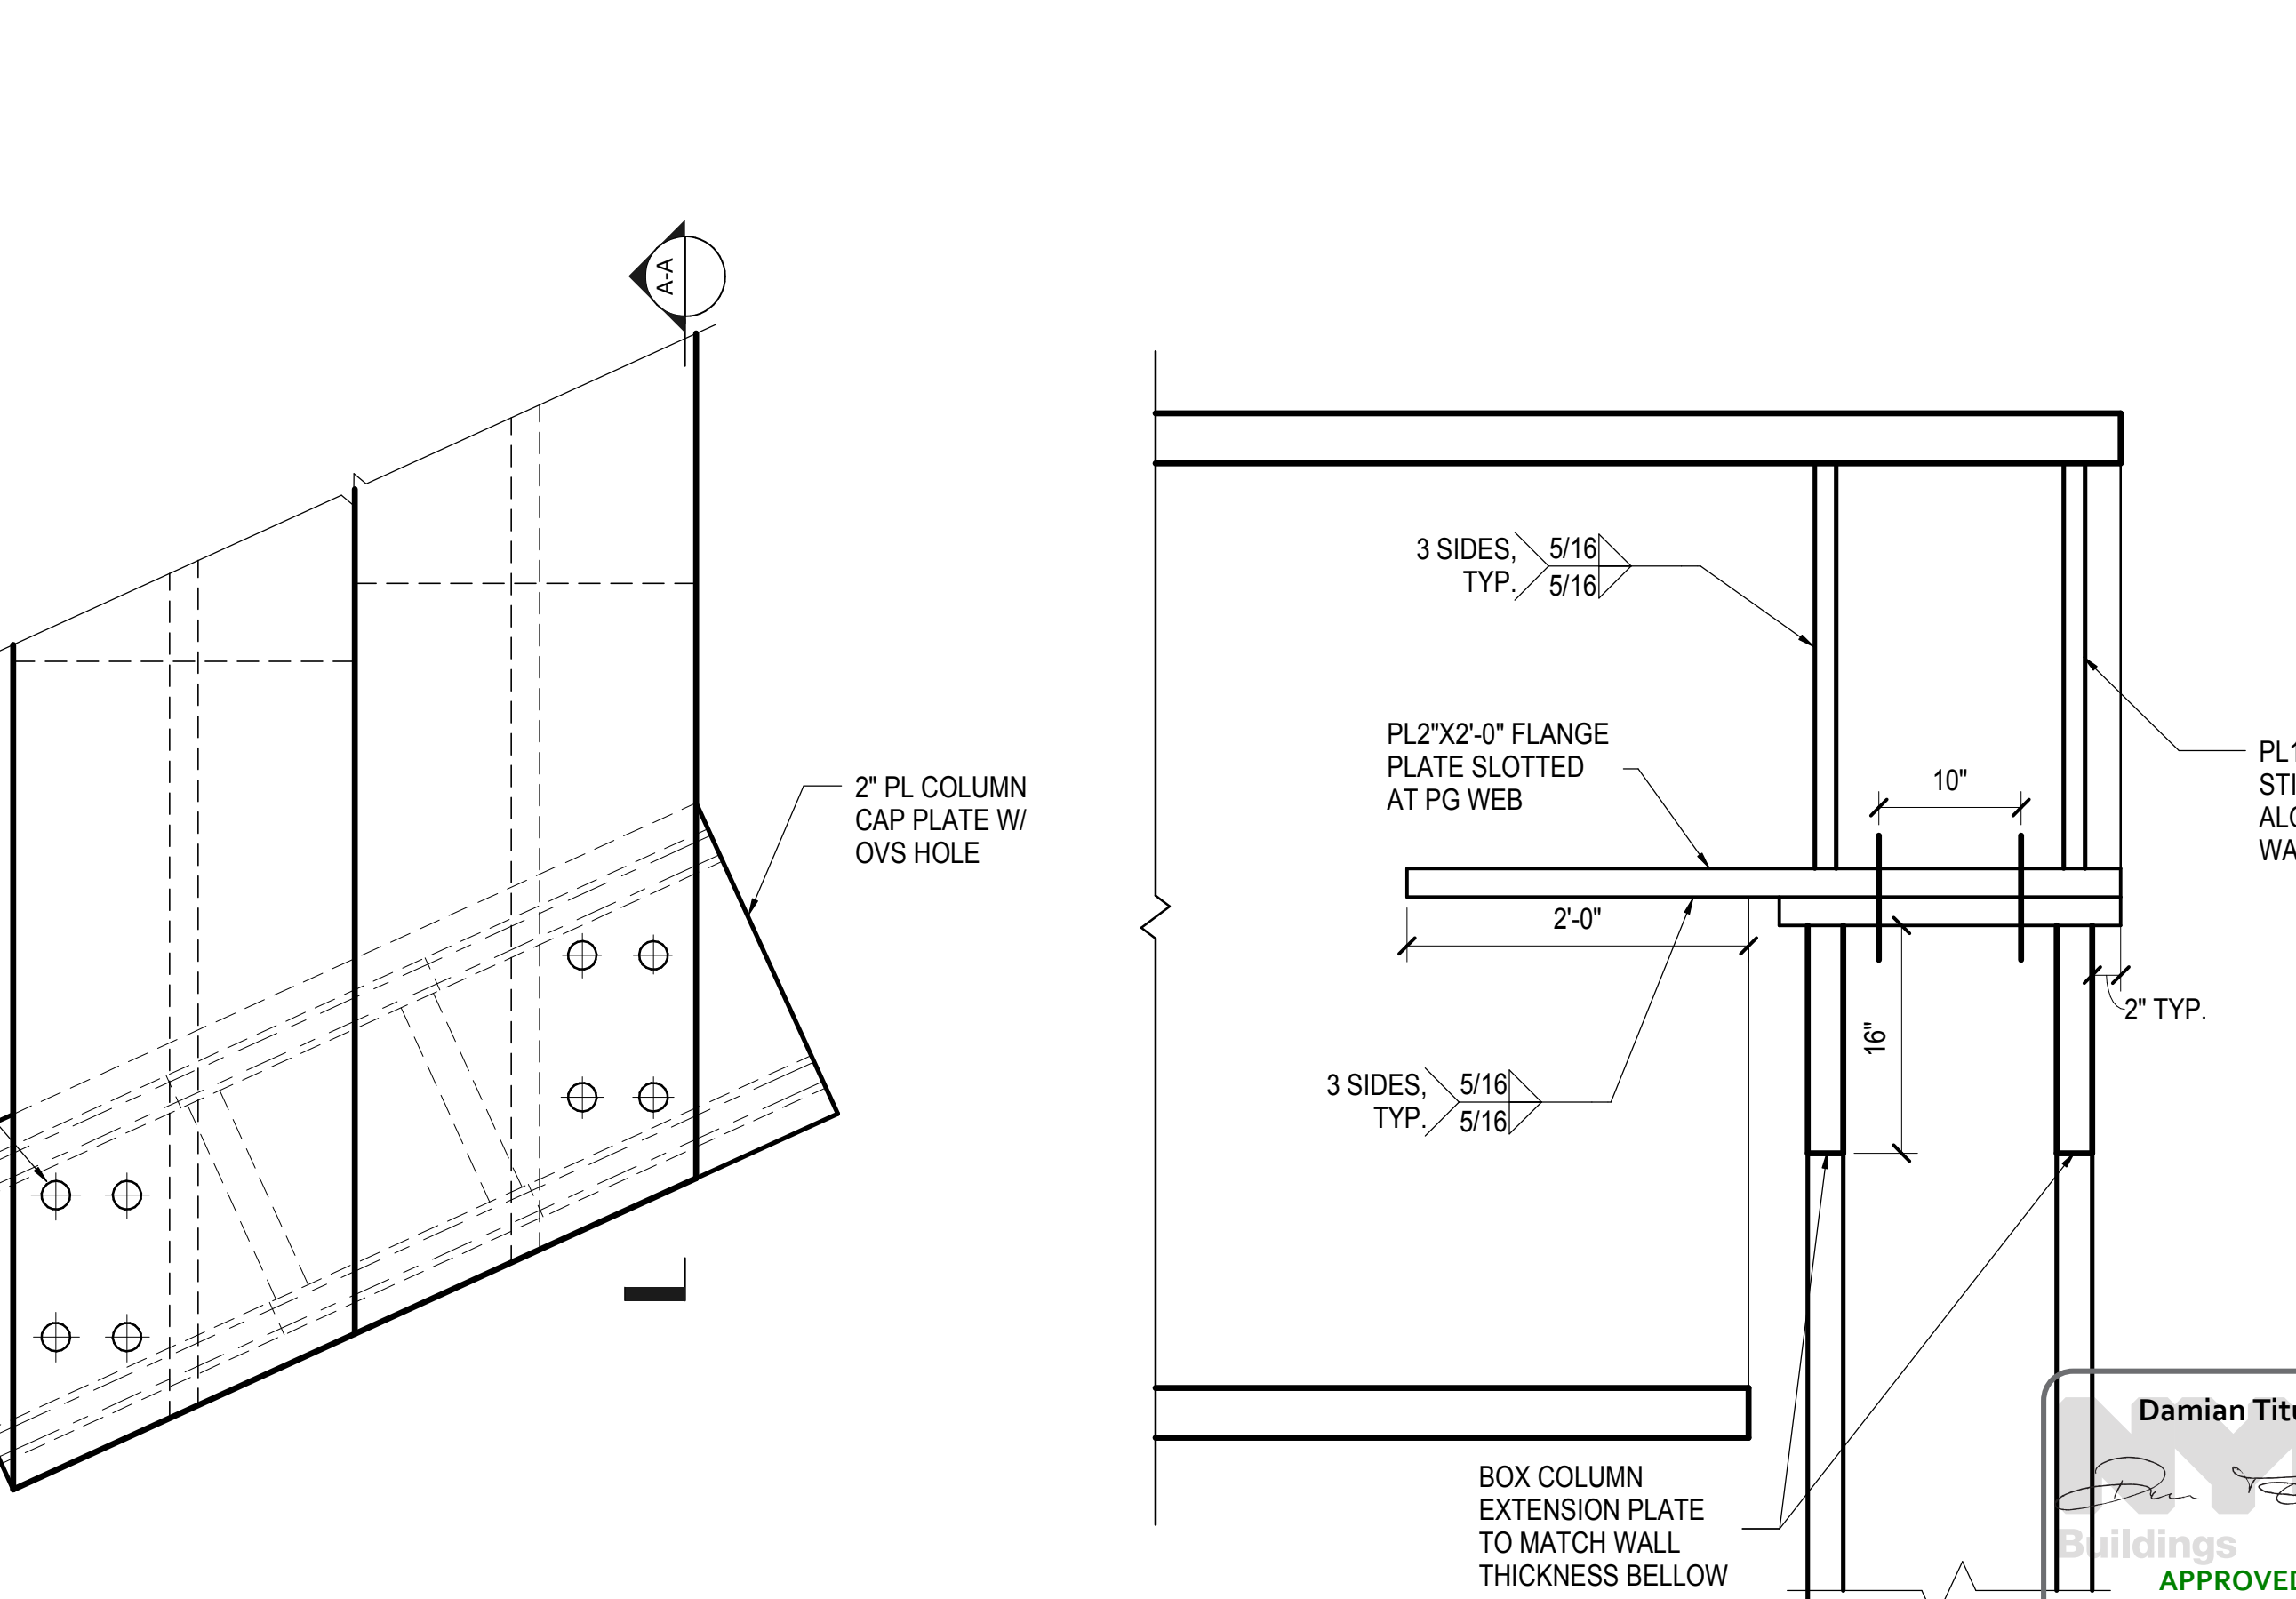 A-A
2" PL COLUMN
CAP PLATE W/
OVS HOLE
3 SIDES,
TYP.
5/16
5/16
PL2"X2'-0" FLANGE
PLATE SLOTTED
AT PG WEB
10"
2'-0"
16"
2" TYP.
3 SIDES,
TYP.
5/16
5/16
BOX COLUMN
EXTENSION PLATE
TO MATCH WALL
THICKNESS BELLOW
Damian
Buildings
APPROVED